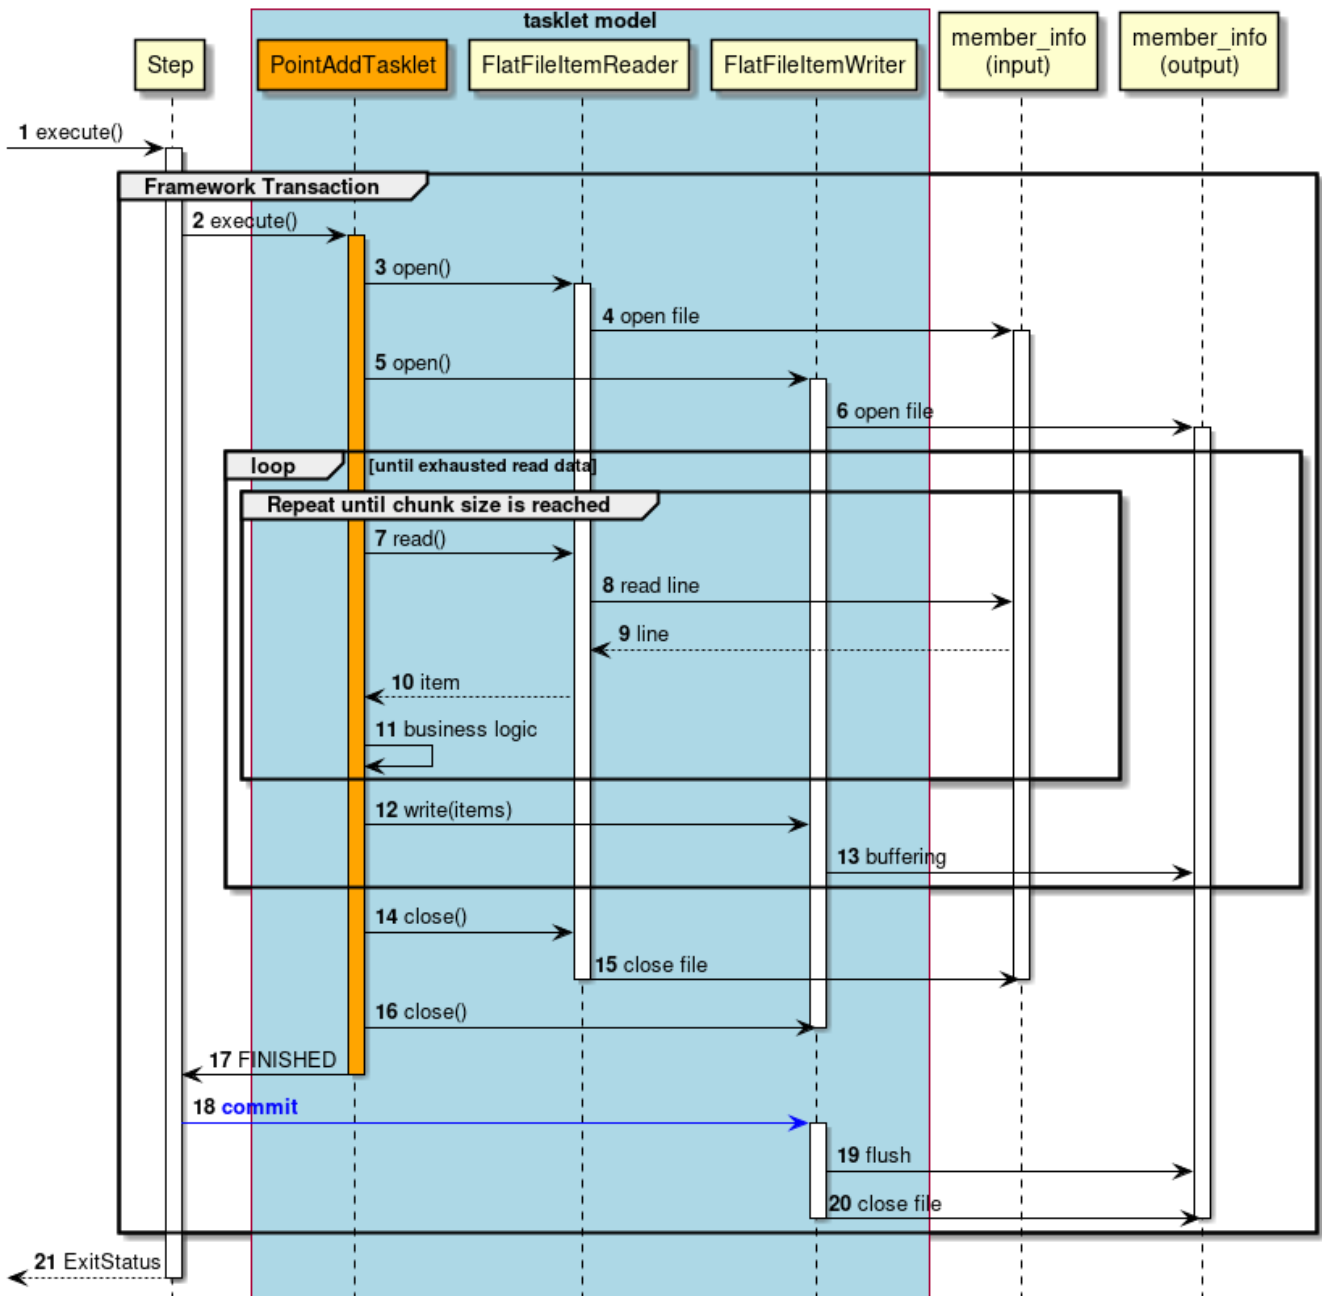 tasklet model
Step
PointAddTasklet
FlatFileItemReader
FlatFileItemWriter
member_info
(input)
member_info
(output)
1 execute()
Framework Transaction
2 execute()
3 open()
4 open file
5 open()
6 open file
loop
[until exhausted read data]
Repeat until chunk size is reached
7 read()
8 read line
9 line
10 item
11 business logic
12 write(items)
13 buffering
14 close()
15 close file
16 close()
17 FINISHED
18 commit
19 flush
20 close file
21 ExitStatus